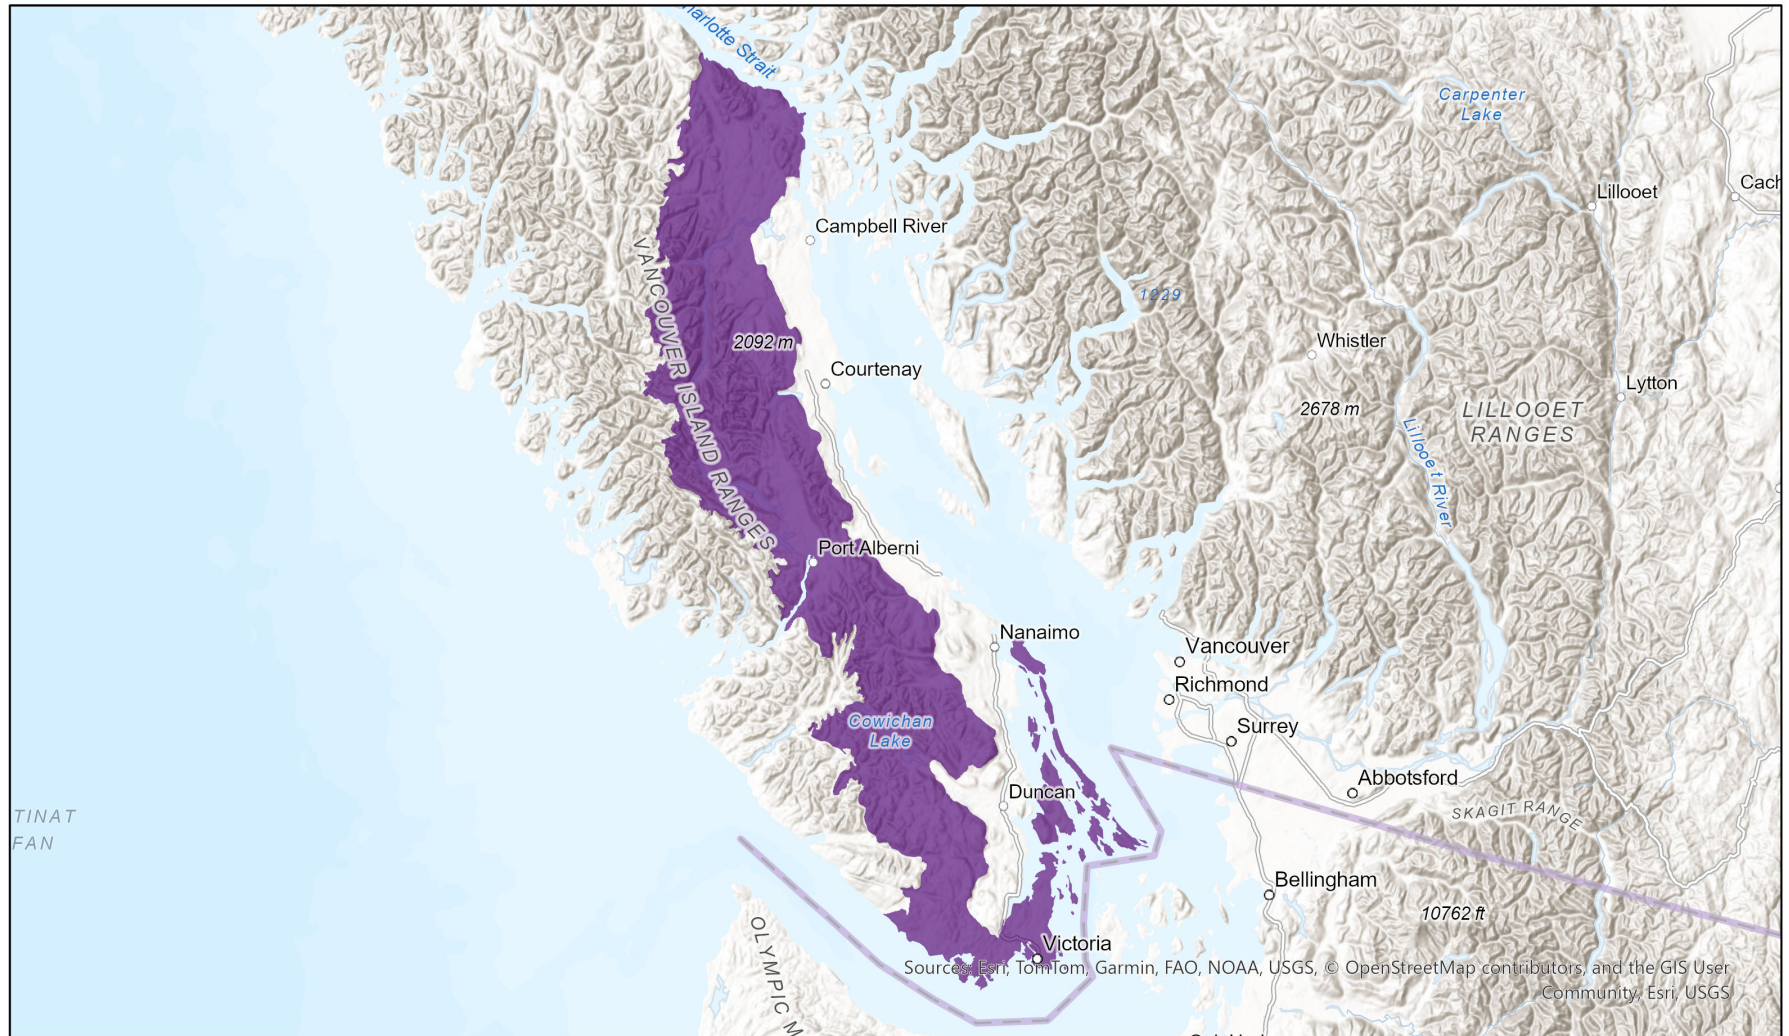 harlotte Strait
Carpenter
Lake
Lillooet
Cach
Campbell River
VANCOUVER ISLAND RANGES
1229
2092 m
Whistler
Courtenay
Lytton
2678 m
LILLOOET
RANGES
Lillooet River
Port Alberni
Nanaimo
Vancouver
Richmond
Cowichan
Lake
Surrey
Abbotsford
Duncan
SKAGIT RANGE
TINAT
FAN
Bellingham
10762 ft
OLYMPIC M
Victoria
Sources: Esri, TomTom, Garmin, FAO, NOAA, USGS, © OpenStreetMap contributors, and the GIS User
Community, Esri, USGS